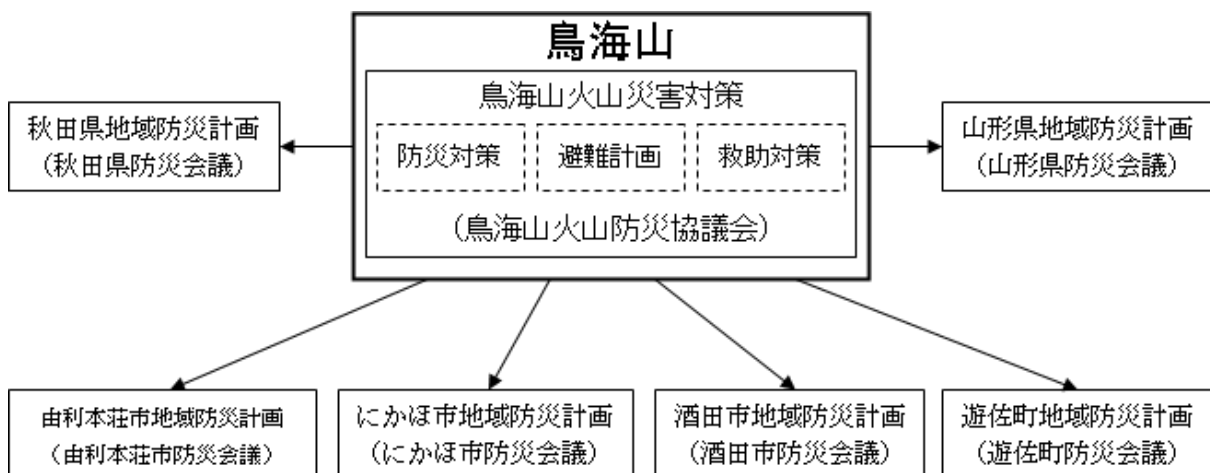 鳥海山
鳥海山火山災害対策
防災対策
避難計画
救助対策
(鳥海山火山防災協議会)
秋田県地域防災計画
(秋田県防災会議)
山形県地域防災計画
(山形県防災会議)
由利本荘市地域防災計画
(由利本荘市防災会議)
にかほ市地域防災計画
(にかほ市防災会議)
酒田市地域防災計画
(酒田市防災会議)
遊佐町地域防災計画
(遊佐町防災会議)